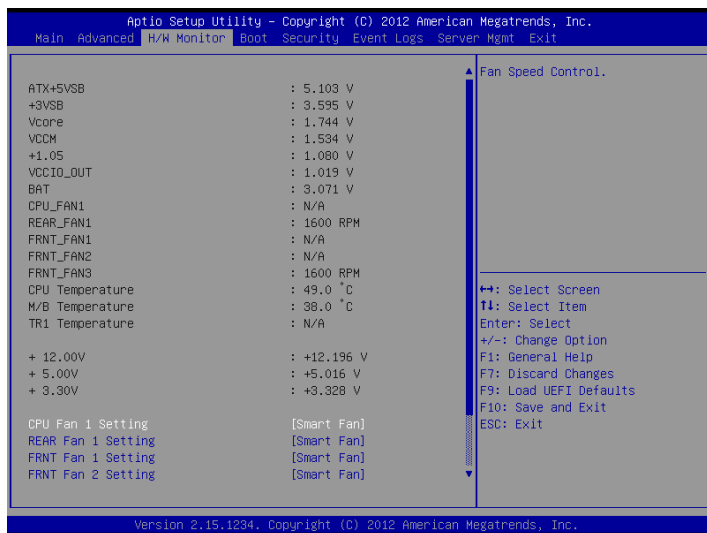 Aptio Setup Utility – Copyright (C) 2012 American Megatrends, Inc.
Main Advanced H/W Monitor Boot Security Event Logs Server Mgmt Exit
Fan Speed Control.
ATX+5VSB : 5.103 V
+3VSB : 3.595 V
Vcore : 1.744 V
VCCM : 1.534 V
+1.05 : 1.080 V
VCCIO_OUT : 1.019 V
BAT : 3.071 V
CPU_FAN1 : N/A
REAR_FAN1 : 1600 RPM
FRNT_FAN1 : N/A
FRNT_FAN2 : N/A
FRNT_FAN3 : 1600 RPM
CPU Temperature : 49.0 °C
M/B Temperature : 38.0 °C
TR1 Temperature : N/A
+ 12.00V : +12.196 V
+ 5.00V : +5.016 V
+ 3.30V : +3.328 V
CPU Fan 1 Setting [Smart Fan]
REAR Fan 1 Setting [Smart Fan]
FRNT Fan 1 Setting [Smart Fan]
FRNT Fan 2 Setting [Smart Fan]
↔: Select Screen
↑↓: Select Item
Enter: Select
+/-: Change Option
F1: General Help
F7: Discard Changes
F9: Load UEFI Defaults
F10: Save and Exit
ESC: Exit
Version 2.15.1234. Copyright (C) 2012 American Megatrends, Inc.